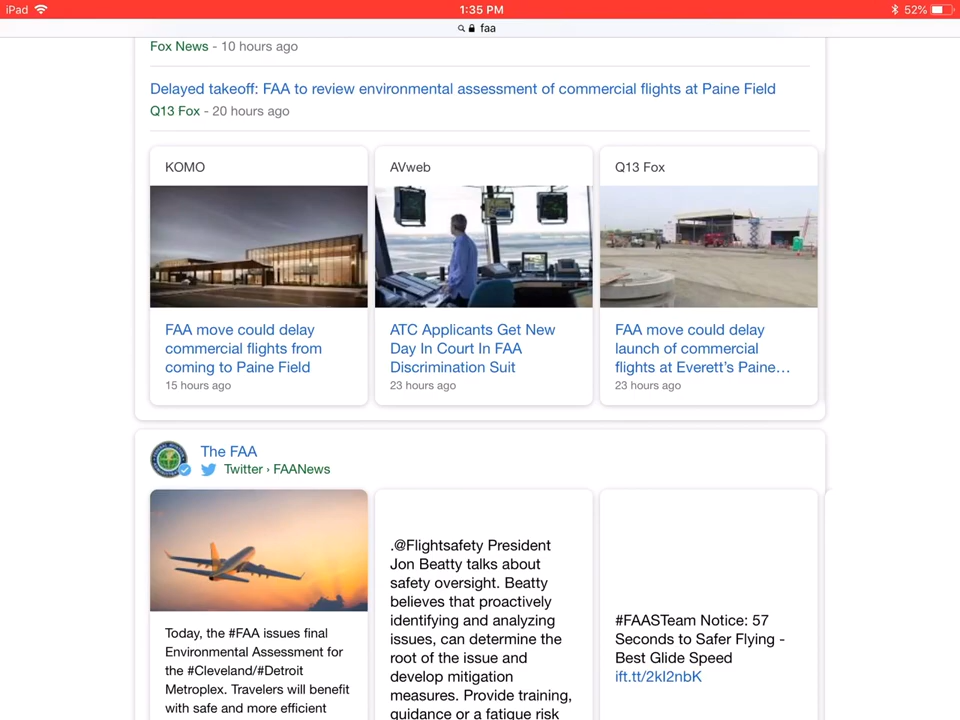 iPad 1:35 PM 52%
faa
Fox News - 10 hours ago
Delayed takeoff: FAA to review environmental assessment of commercial flights at Paine Field
Q13 Fox - 20 hours ago
KOMO
FAA move could delay
commercial flights from
coming to Paine Field
15 hours ago
AVweb
ATC Applicants Get New
Day In Court In FAA
Discrimination Suit
23 hours ago
Q13 Fox
FAA move could delay
launch of commercial
flights at Everett’s Paine…
23 hours ago
The FAA
Twitter › FAANews
Today, the #FAA issues final
Environmental Assessment for
the #Cleveland/#Detroit
Metroplex. Travelers will benefit
with safe and more efficient
.@Flightsafety President
Jon Beatty talks about
safety oversight. Beatty
believes that proactively
identifying and analyzing
issues, can determine the
root of the issue and
develop mitigation
measures. Provide training,
guidance or a fatigue risk
#FAASTeam Notice: 57
Seconds to Safer Flying -
Best Glide Speed
ift.tt/2kI2nbK